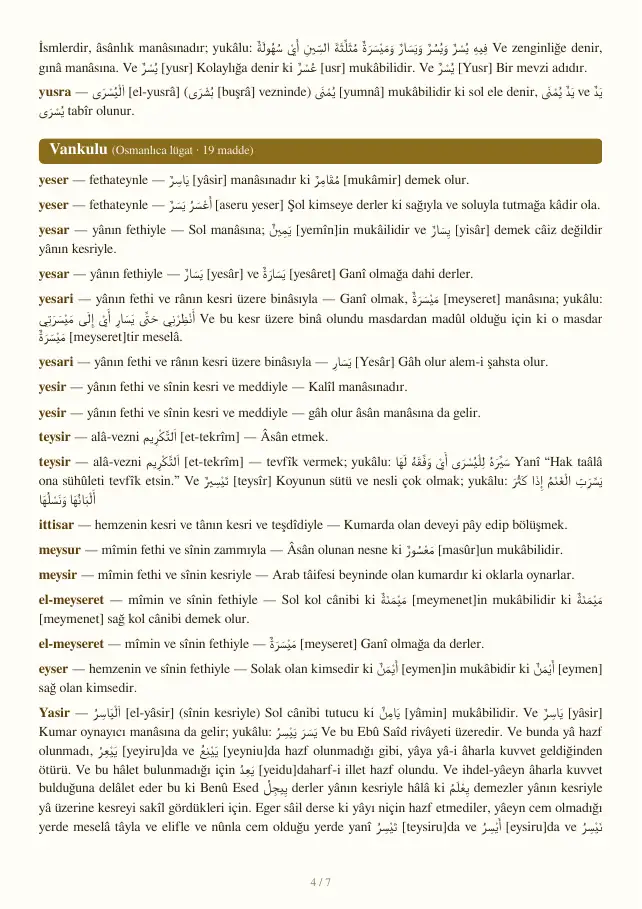 İsmlerdir, âsânlık manâsınadır; yukâlu: فِيهِ يُسْرٌ وَيُسُرٌ وَيَسَارٌ وَمَيْسَرَةٌ مُثَلَّثَةَ السِّينِ أَيْ سُهُولَةٌ Ve zenginliğe denir,
gınâ manâsına. Ve يُسْرٌ [yusr] Kolaylığa denir ki عُسْرٌ [usr] mukâbilidir. Ve يُسْرٌ [Yusr] Bir mevzi adıdır.
yusra — اَلْيُسْرَى [el-yusrâ] (بُشْرَى [buşrâ] vezninde) يُمْنَى [yumnâ] mukâbilidir ki sol ele denir, يَدٌ يُمْنَى ve يَدٌ
يُسْرَى tabîr olunur.
Vankulu (Osmanlıca lügat · 19 madde)
yeser — fethateynle — يَاسِرٌ [yâsir] manâsınadır ki مُقَامِرٌ [mukâmir] demek olur.
yeser — fethateynle — أَعْسَرُ يَسَرٌ [aseru yeser] Şol kimseye derler ki sağıyla ve soluyla tutmağa kâdir ola.
yesar — yânın fethiyle — Sol manâsına; يَمِينٌ [yemîn]in mukâilidir ve يِسَارٌ [yisâr] demek câiz değildir
yânın kesriyle.
yesar — yânın fethiyle — يَسَارٌ [yesâr] ve يَسَارَةٌ [yesâret] Ganî olmağa dahi derler.
yesari — yânın fethi ve rânın kesri üzere binâsıyla — Ganî olmak, مَيْسَرَةٌ [meyseret] manâsına; yukâlu:
أَنْظِرْنِي حَتَّى يَسَارِ أَيْ إِلَى مَيْسَرَتِي Ve bu kesr üzere binâ olundu masdardan madûl olduğu için ki o masdar
مَيْسَرَةٌ [meyseret]tir meselâ.
yesari — yânın fethi ve rânın kesri üzere binâsıyla — يَسَارِ [Yesâr] Gâh olur alem-i şahsta olur.
yesir — yânın fethi ve sînin kesri ve meddiyle — Kalîl manâsınadır.
yesir — yânın fethi ve sînin kesri ve meddiyle — gâh olur âsân manâsına da gelir.
teysir — alâ-vezni اَلتَّكْرِيم [et-tekrîm] — Âsân etmek.
teysir — alâ-vezni اَلتَّكْرِيم [et-tekrîm] — tevfîk vermek; yukâlu: سَيَّرَهُ لِلْيُسْرَى أَيْ وَفَّقَهُ لَهَا Yanî “Hak taâlâ
ona sühûleti tevfîk etsin.” Ve تَيْسِيرٌ [teysîr] Koyunun sütü ve nesli çok olmak; yukâlu: يَسَّرَتِ الْغَنَمُ إِذَا كَثُرَ
أَلْبَانُهَا وَنَسْلُهَا
ittisar — hemzenin kesri ve tânın kesri ve teşdîdiyle — Kumarda olan deveyi pây edip bölüşmek.
meysur — mîmin fethi ve sînin zammıyla — Âsân olunan nesne ki مَعْسُورٌ [masûr]un mukâbilidir.
meysir — mîmin fethi ve sînin kesriyle — Arab tâifesi beyninde olan kumardır ki oklarla oynarlar.
el-meyseret — mîmin ve sînin fethiyle — Sol kol cânibi ki مَيْمَنَةٌ [meymenet]in mukâbilidir ki مَيْمَنَةٌ
[meymenet] sağ kol cânibi demek olur.
el-meyseret — mîmin ve sînin fethiyle — مَيْسَرَةٌ [meyseret] Ganî olmağa da derler.
eyser — hemzenin ve sînin fethiyle — Solak olan kimsedir ki أَيْمَنٌ [eymen]in mukâbidir ki أَيْمَنٌ [eymen]
sağ olan kimsedir.
Yasir — اَلْيَاسِرُ [el-yâsir] (sînin kesriyle) Sol cânibi tutucu ki يَامِنٌ [yâmin] mukâbilidir. Ve يَاسِرٌ [yâsir]
Kumar oynayıcı manâsına da gelir; yukâlu: يَسَرَ يَيْسِرُ Ve bu Ebû Saîd rivâyeti üzeredir. Ve bunda yâ hazf
olunmadı, يَيْعِرُ [yeyiru]da ve يَيْنَعُ [yeyniu]da hazf olunmadığı gibi, yâya yâ-i âharla kuvvet geldiğinden
ötürü. Ve bu hâlet bulunmadığı için يَعِدُ [yeidu]daharf-i illet hazf olundu. Ve ihdel-yâeyn âharla kuvvet
bulduğuna delâlet eder bu ki Benû Esed يِيجِلُ derler yânın kesriyle hâlâ ki يِعْلَمُ demezler yânın kesriyle
yâ üzerine kesreyi sakîl gördükleri için. Eger sâil derse ki yâyı niçin hazf etmediler, yâeyn cem olmadığı
yerde meselâ tâyla ve elifle ve nûnla cem olduğu yerde yanî تَيْسِرُ [teysiru]da ve أَيْسِرُ [eysiru]da ve نَيْسِرُ
4 / 7